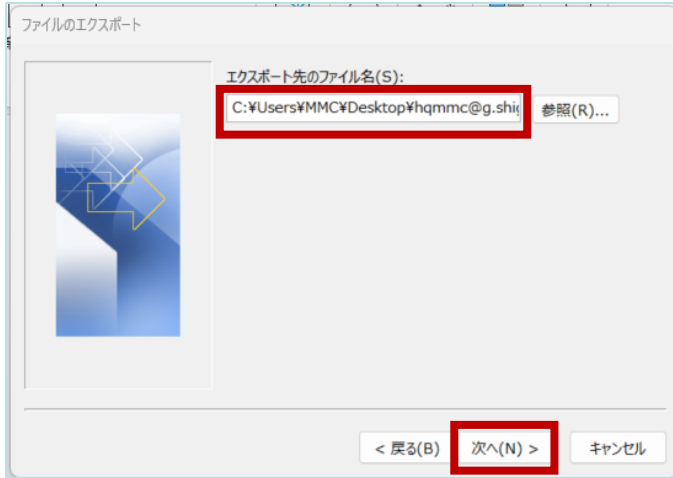 ファイルのエクスポート
エクスポート先のファイル名(S):
C:¥Users¥MMC¥Desktop¥hqmmc@g.shi
参照(R)...
< 戻る(B)
次へ(N) >
キャンセル